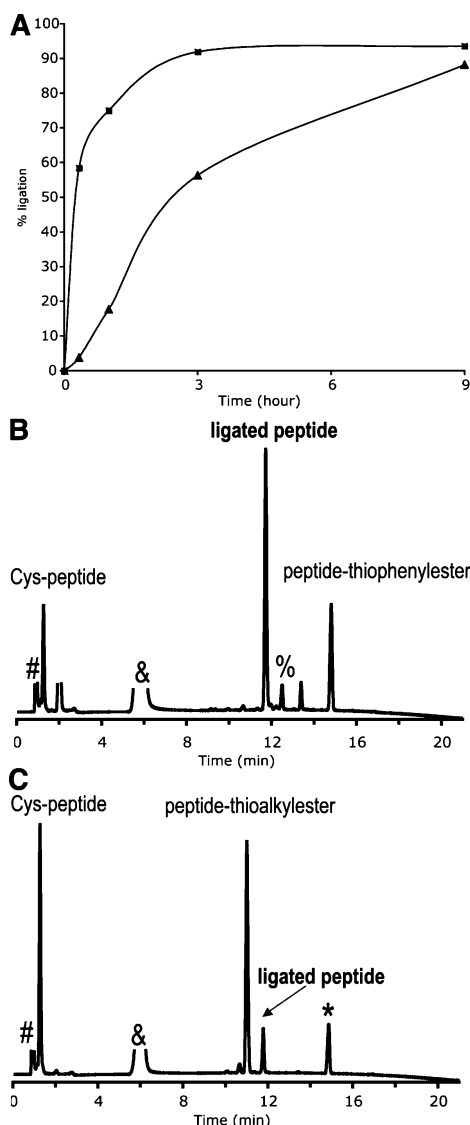 A
100
90
80
70
60
50
40
30
20
10
0
% ligation
0 3 6 9
Time (hour)
B
ligated peptide
Cys-peptide
peptide-thiophenylester
# & %
0 4 8 12 16 20
Time (min)
C
Cys-peptide peptide-thioalkylester
ligated peptide
# & *
0 4 8 12 16 20
Time (min)